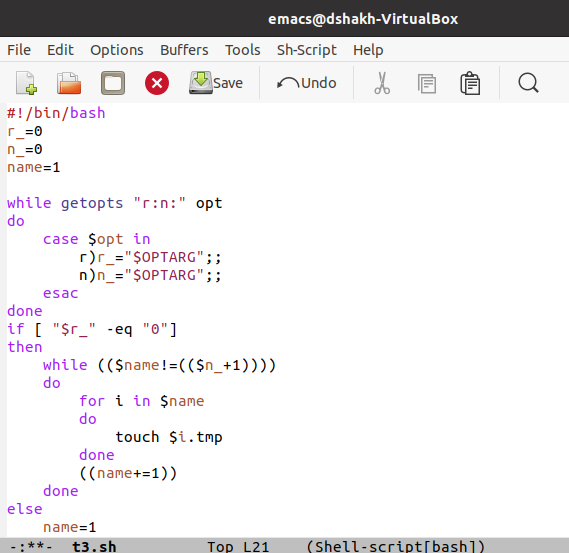 emacs@dshakh-VirtualBox
File Edit Options Buffers Tools Sh-Script Help
Save Undo
#!/bin/bash
r_=0
n_=0
name=1

while getopts "r:n:" opt
do
    case $opt in
        r)r_="$OPTARG";;
        n)n_="$OPTARG";;
    esac
done
if [ "$r_" -eq "0"]
then
    while (($name!=(($n_+1))))
    do
        for i in $name
        do
            touch $i.tmp
        done
        ((name+=1))
    done
else
    name=1
-:**-  t3.sh          Top L21    (Shell-script[bash])